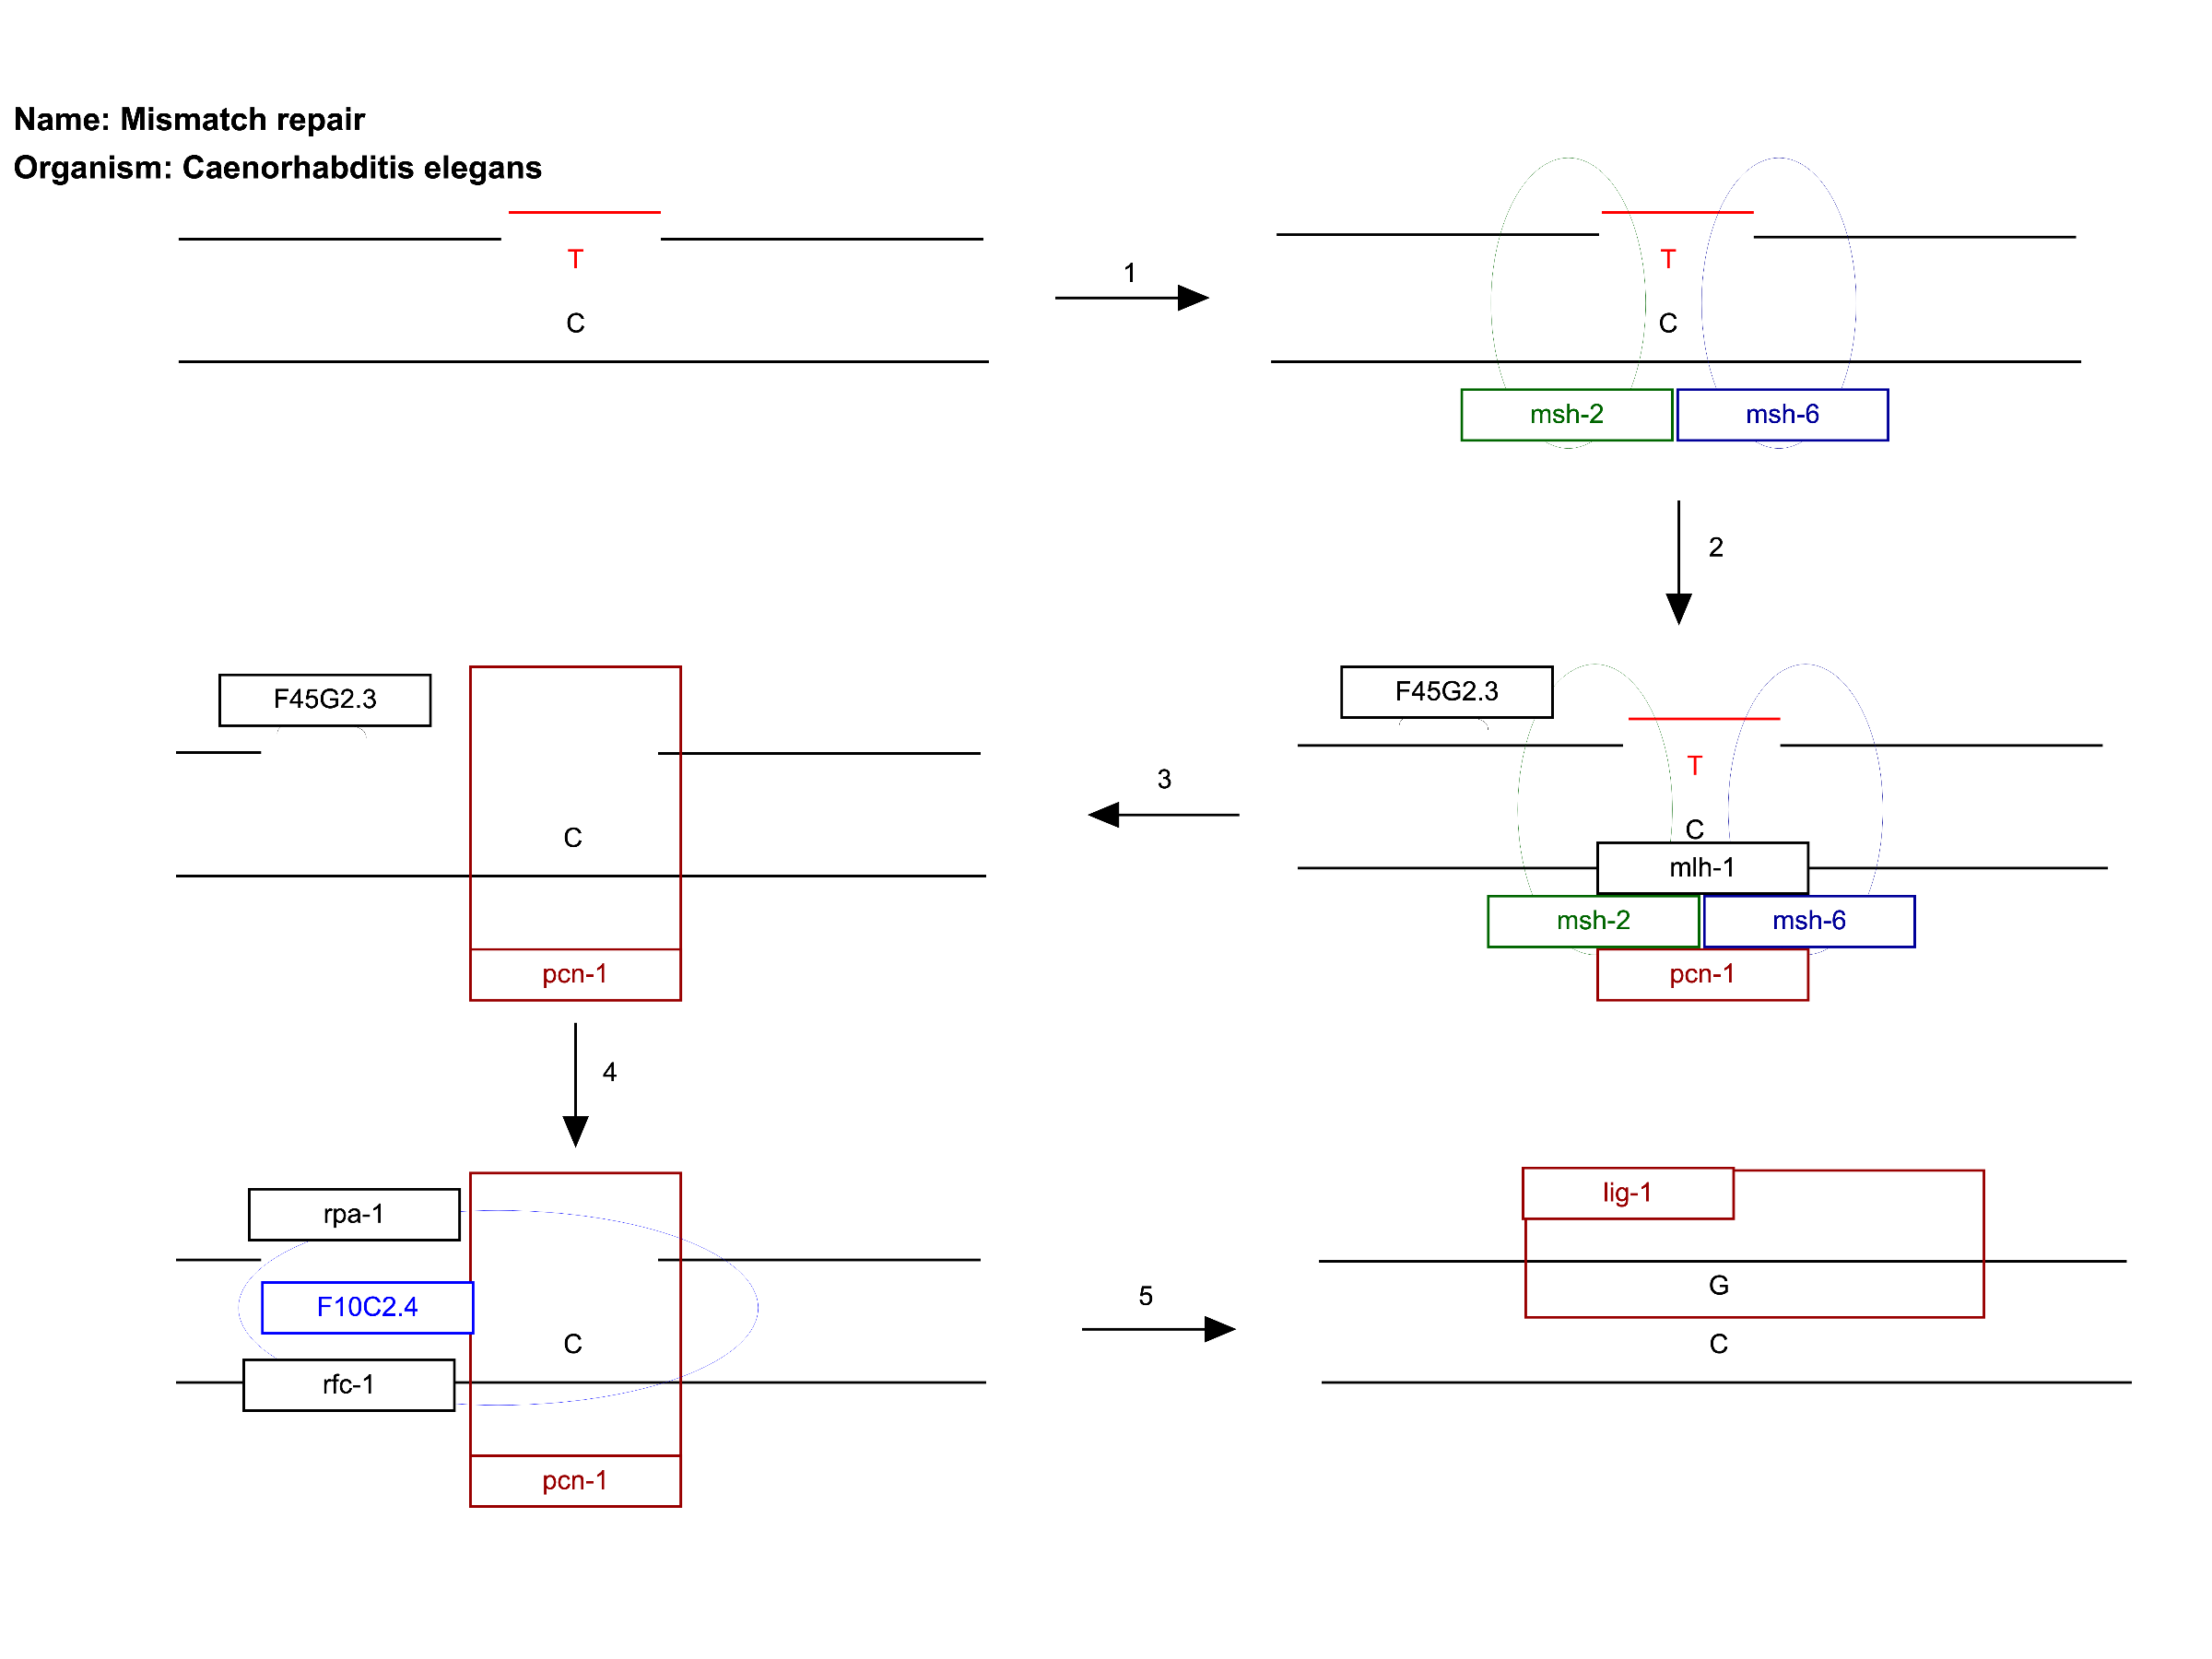 Name: Mismatch repair
Organism: Caenorhabditis elegans
T
C
1
T
C
msh-2
msh-6
2
F45G2.3
T
C
mlh-1
msh-2
msh-6
pcn-1
3
F45G2.3
C
pcn-1
4
rpa-1
F10C2.4
C
rfc-1
pcn-1
5
lig-1
G
C